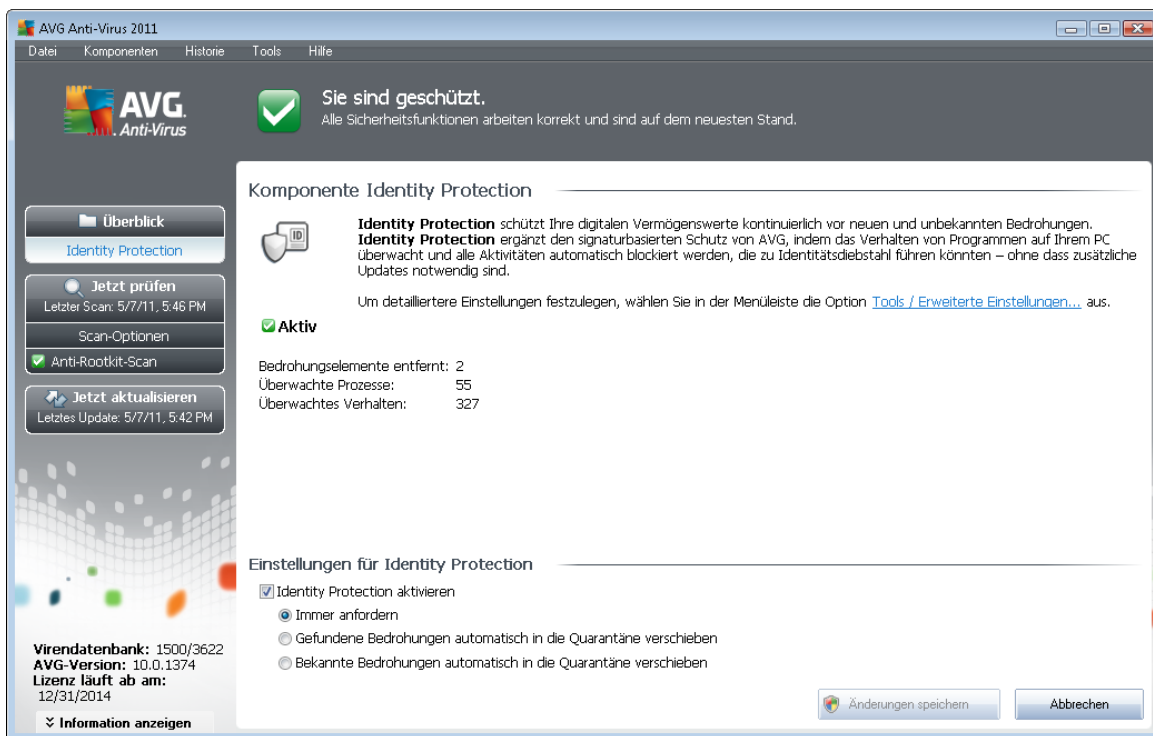 AVG Anti-Virus 2011
Datei Komponenten Historie Tools Hilfe
AVG.
Anti-Virus
Sie sind geschützt.
Alle Sicherheitsfunktionen arbeiten korrekt und sind auf dem neuesten Stand.
Überblick
Identity Protection
Jetzt prüfen
Letzter Scan: 5/7/11, 5:46 PM
Scan-Optionen
Anti-Rootkit-Scan
Jetzt aktualisieren
Letztes Update: 5/7/11, 5:42 PM
Virendatenbank: 1500/3622
AVG-Version: 10.0.1374
Lizenz läuft ab am:
12/31/2014
Information anzeigen
Komponente Identity Protection
ID
Identity Protection schützt Ihre digitalen Vermögenswerte kontinuierlich vor neuen und unbekannten Bedrohungen.
Identity Protection ergänzt den signaturbasierten Schutz von AVG, indem das Verhalten von Programmen auf Ihrem PC
überwacht und alle Aktivitäten automatisch blockiert werden, die zu Identitätsdiebstahl führen könnten – ohne dass zusätzliche
Updates notwendig sind.
Um detailliertere Einstellungen festzulegen, wählen Sie in der Menüleiste die Option Tools / Erweiterte Einstellungen... aus.
Aktiv
Bedrohungselemente entfernt: 2
Überwachte Prozesse: 55
Überwachtes Verhalten: 327
Einstellungen für Identity Protection
Identity Protection aktivieren
Immer anfordern
Gefundene Bedrohungen automatisch in die Quarantäne verschieben
Bekannte Bedrohungen automatisch in die Quarantäne verschieben
Änderungen speichern
Abbrechen